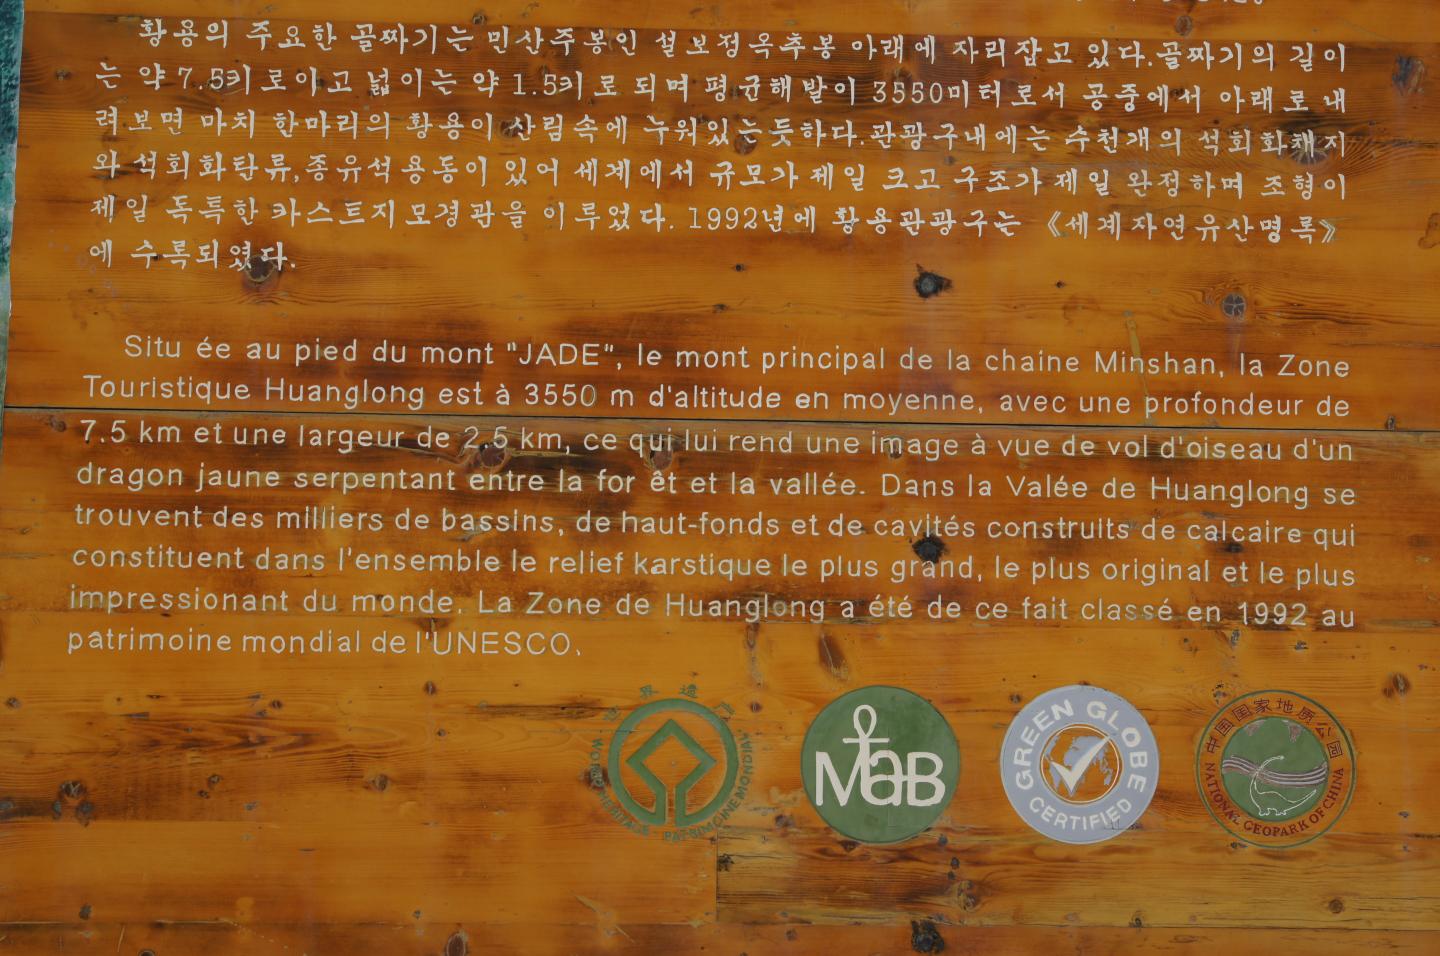 황용의 주요한 골짜기는 민산주봉인 설보정옥추봉 아래에 자리잡고 있다.골짜기의 길이
는 약 7.5키로이고 넓이는 약 1.5키로 되며 평균해발이 3550미터로서 공중에서 아래로 내
려보면 마치 한마리의 황용이 산림속에 누워있는듯하다.관광구내에는 수천개의 석회화채지
와 석회화탄류,종유석용동이 있어 세계에서 규모가 제일 크고 구조가 제일 완정하며 조형이
제일 독특한 카스트지모경관을 이루었다. 1992년에 황용관광구는 《세계자연유산명록》
에 수록되였다.
Situ ée au pied du mont "JADE", le mont principal de la chaine Minshan, la Zone
Touristique Huanglong est à 3550 m d'altitude en moyenne, avec une profondeur de
7.5 km et une largeur de 2.5 km, ce qui lui rend une image à vue de vol d'oiseau d'un
dragon jaune serpentant entre la for êt et la vallée. Dans la Valée de Huanglong se
trouvent des milliers de bassins, de haut-fonds et de cavités construits de calcaire qui
constituent dans l'ensemble le relief karstique le plus grand, le plus original et le plus
impressionant du monde. La Zone de Huanglong a été de ce fait classé en 1992 au
patrimoine mondial de l'UNESCO.
世界遗产
WORLD HERITAGE · PATRIMOINE MONDIAL
MaB
GREEN GLOBE
CERTIFIED
中国国家地质公园
NATIONAL GEOPARK OF CHINA